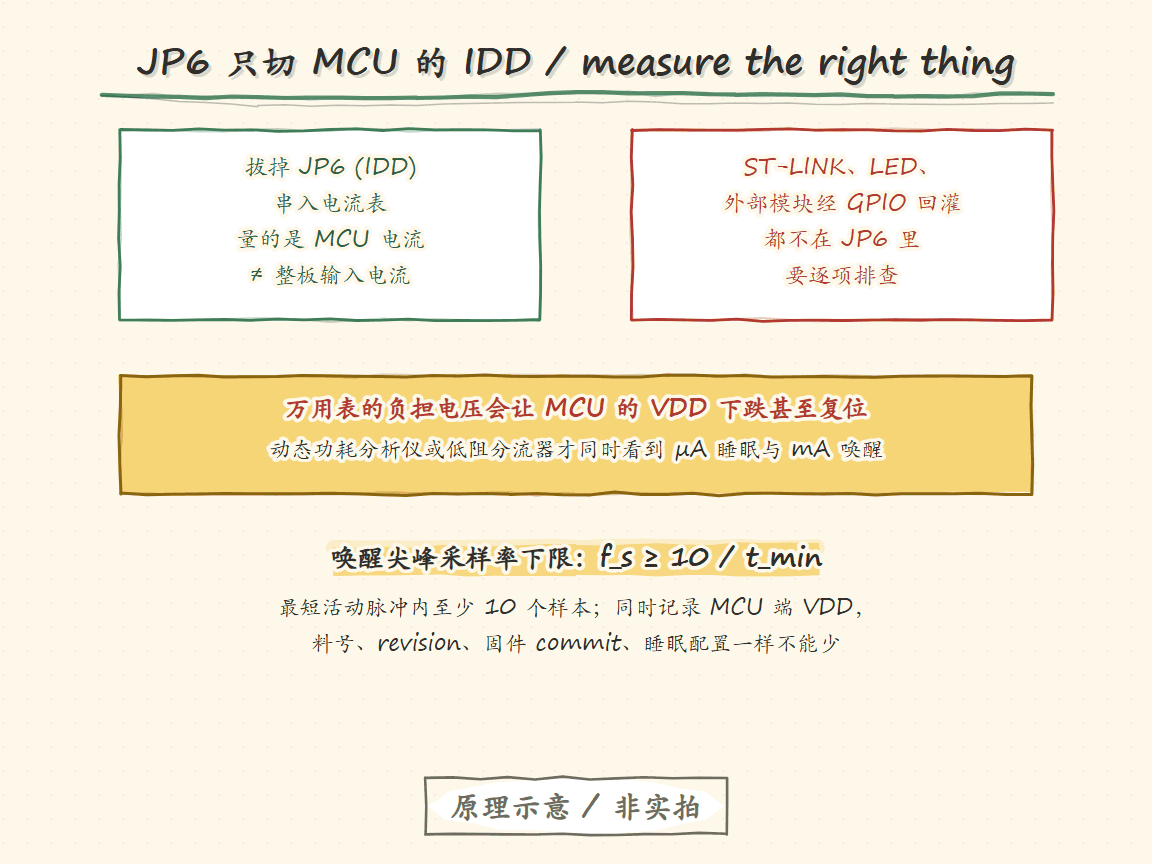 JP6 只切 MCU 的 IDD / measure the right thing
拔掉 JP6 (IDD)
串入电流表
量的是 MCU 电流
≠ 整板输入电流
ST-LINK、LED、
外部模块经 GPIO 回灌
都不在 JP6 里
要逐项排查
万用表的负担电压会让 MCU 的 VDD 下跌甚至复位
动态功耗分析仪或低阻分流器才同时看到 μA 睡眠与 mA 唤醒
唤醒尖峰采样率下限：f_s ≥ 10 / t_min
最短活动脉冲内至少 10 个样本；同时记录 MCU 端 VDD，
料号、revision、固件 commit、睡眠配置一样不能少
原理示意 / 非实拍